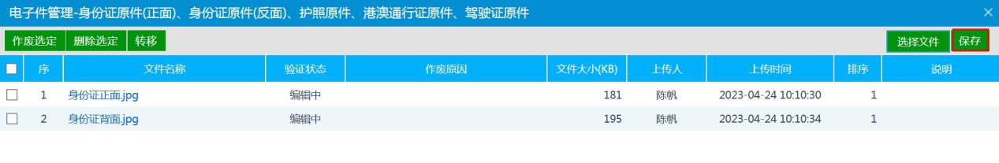 电子件管理-身份证原件(正面)、身份证原件(反面)、护照原件、港澳通行证原件、驾驶证原件
作废选定 删除选定 转移 选择文件 保存
序 文件名称 验证状态 作废原因 文件大小(KB) 上传人 上传时间 排序 说明
1 身份证正面.jpg 编辑中 181 陈帆 2023-04-24 10:10:30 1
2 身份证背面.jpg 编辑中 195 陈帆 2023-04-24 10:10:34 1